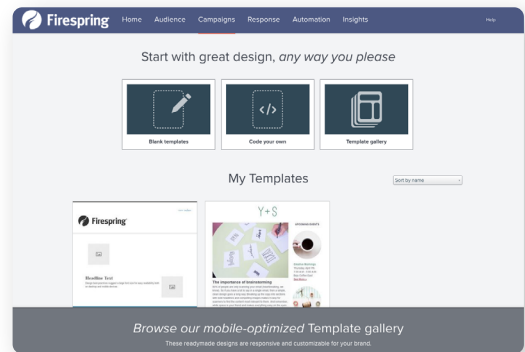 Firespring
Home Audience Campaigns Response Automation Insights Help
Start with great design, any way you please
Blank templates
Code your own
Template gallery
My Templates
Sort by name
Firespring
Headline Text
Y+S
The importance of brainstorming
Browse our mobile-optimized Template gallery
These readymade designs are responsive and customizable for your brand.